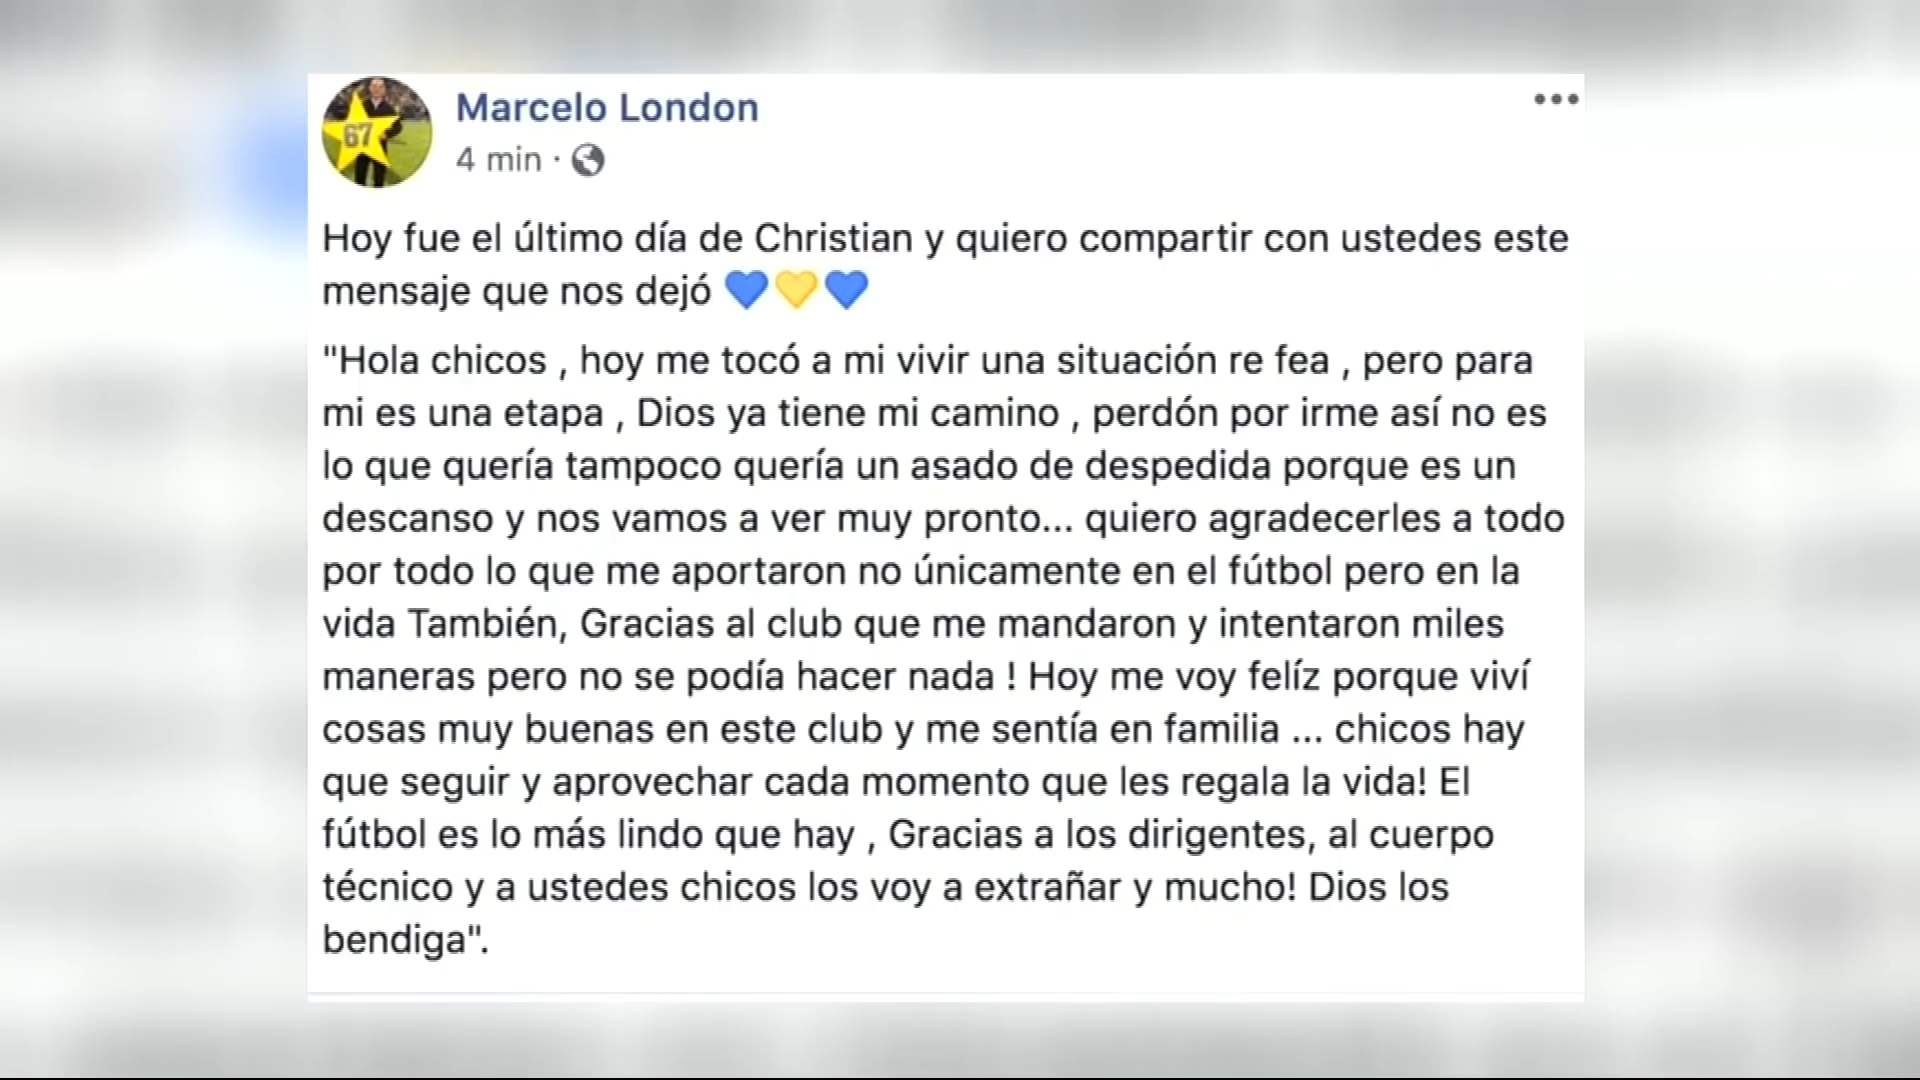 67
Marcelo London
4 min ·
Hoy fue el último día de Christian y quiero compartir con ustedes este
mensaje que nos dejó 💙💛💙
"Hola chicos , hoy me tocó a mi vivir una situación re fea , pero para
mi es una etapa , Dios ya tiene mi camino , perdón por irme así no es
lo que quería tampoco quería un asado de despedida porque es un
descanso y nos vamos a ver muy pronto... quiero agradecerles a todo
por todo lo que me aportaron no únicamente en el fútbol pero en la
vida También, Gracias al club que me mandaron y intentaron miles
maneras pero no se podía hacer nada ! Hoy me voy felíz porque viví
cosas muy buenas en este club y me sentía en familia ... chicos hay
que seguir y aprovechar cada momento que les regala la vida! El
fútbol es lo más lindo que hay , Gracias a los dirigentes, al cuerpo
técnico y a ustedes chicos los voy a extrañar y mucho! Dios los
bendiga".